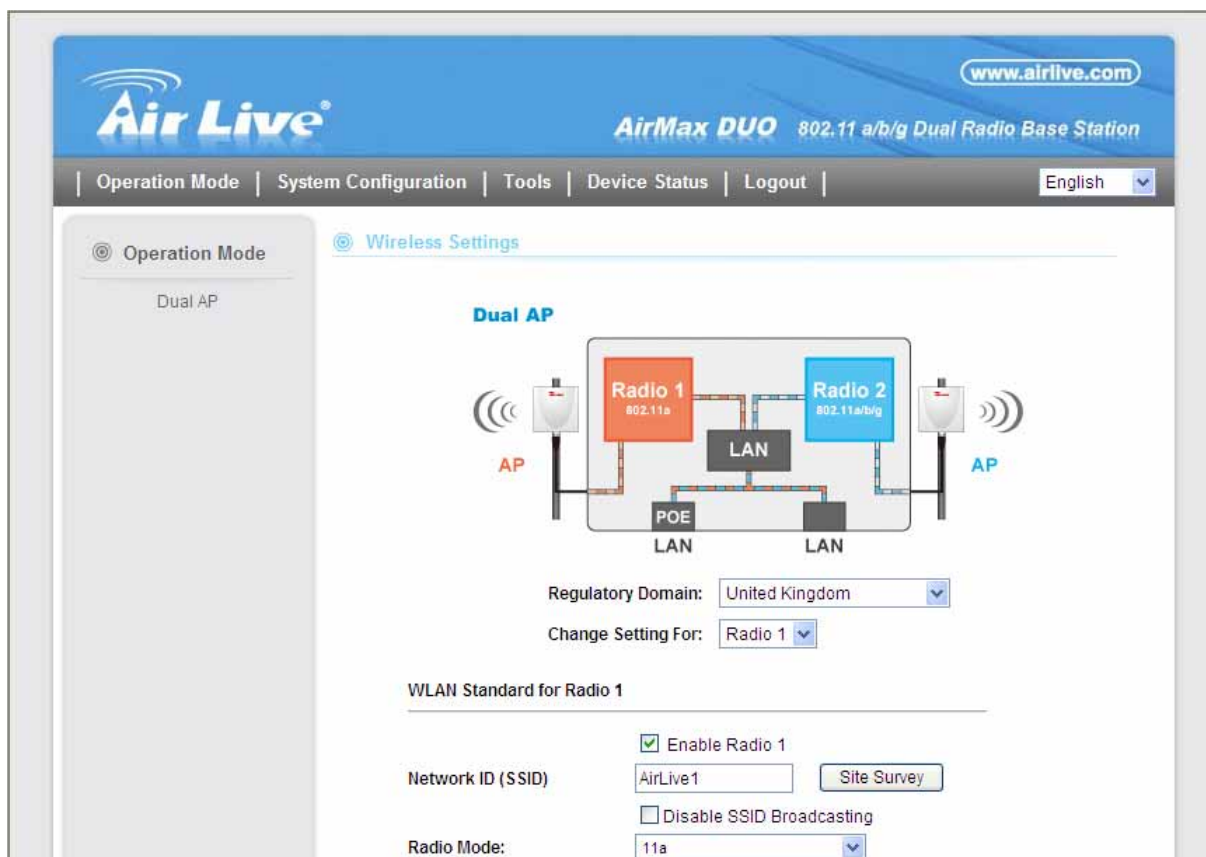 www.airlive.com
Air Live®
AirMax DUO 802.11 a/b/g Dual Radio Base Station
| Operation Mode | System Configuration | Tools | Device Status | Logout |
English
Operation Mode
Dual AP
Wireless Settings
Dual AP
Radio 1
802.11a
Radio 2
802.11a/b/g
LAN
AP
AP
POE
LAN
LAN
Regulatory Domain: United Kingdom
Change Setting For: Radio 1
WLAN Standard for Radio 1
Enable Radio 1
Network ID (SSID) AirLive1 Site Survey
Disable SSID Broadcasting
Radio Mode: 11a